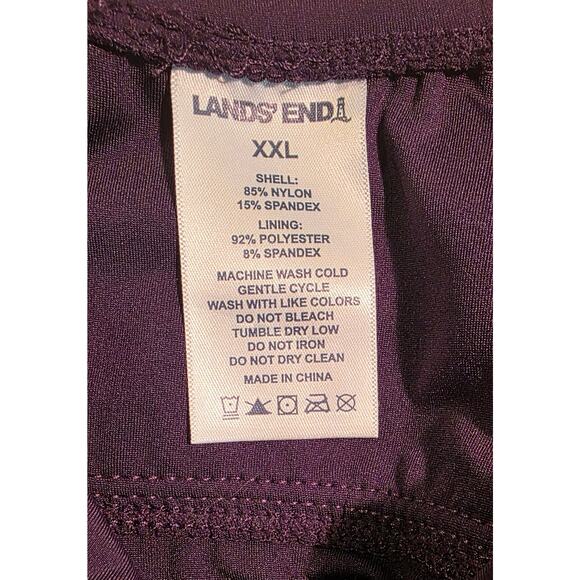 LANDS' END
XXL
SHELL:
85% NYLON
15% SPANDEX
LINING:
92% POLYESTER
8% SPANDEX
MACHINE WASH COLD
GENTLE CYCLE
WASH WITH LIKE COLORS
DO NOT BLEACH
TUMBLE DRY LOW
DO NOT IRON
DO NOT DRY CLEAN
MADE IN CHINA